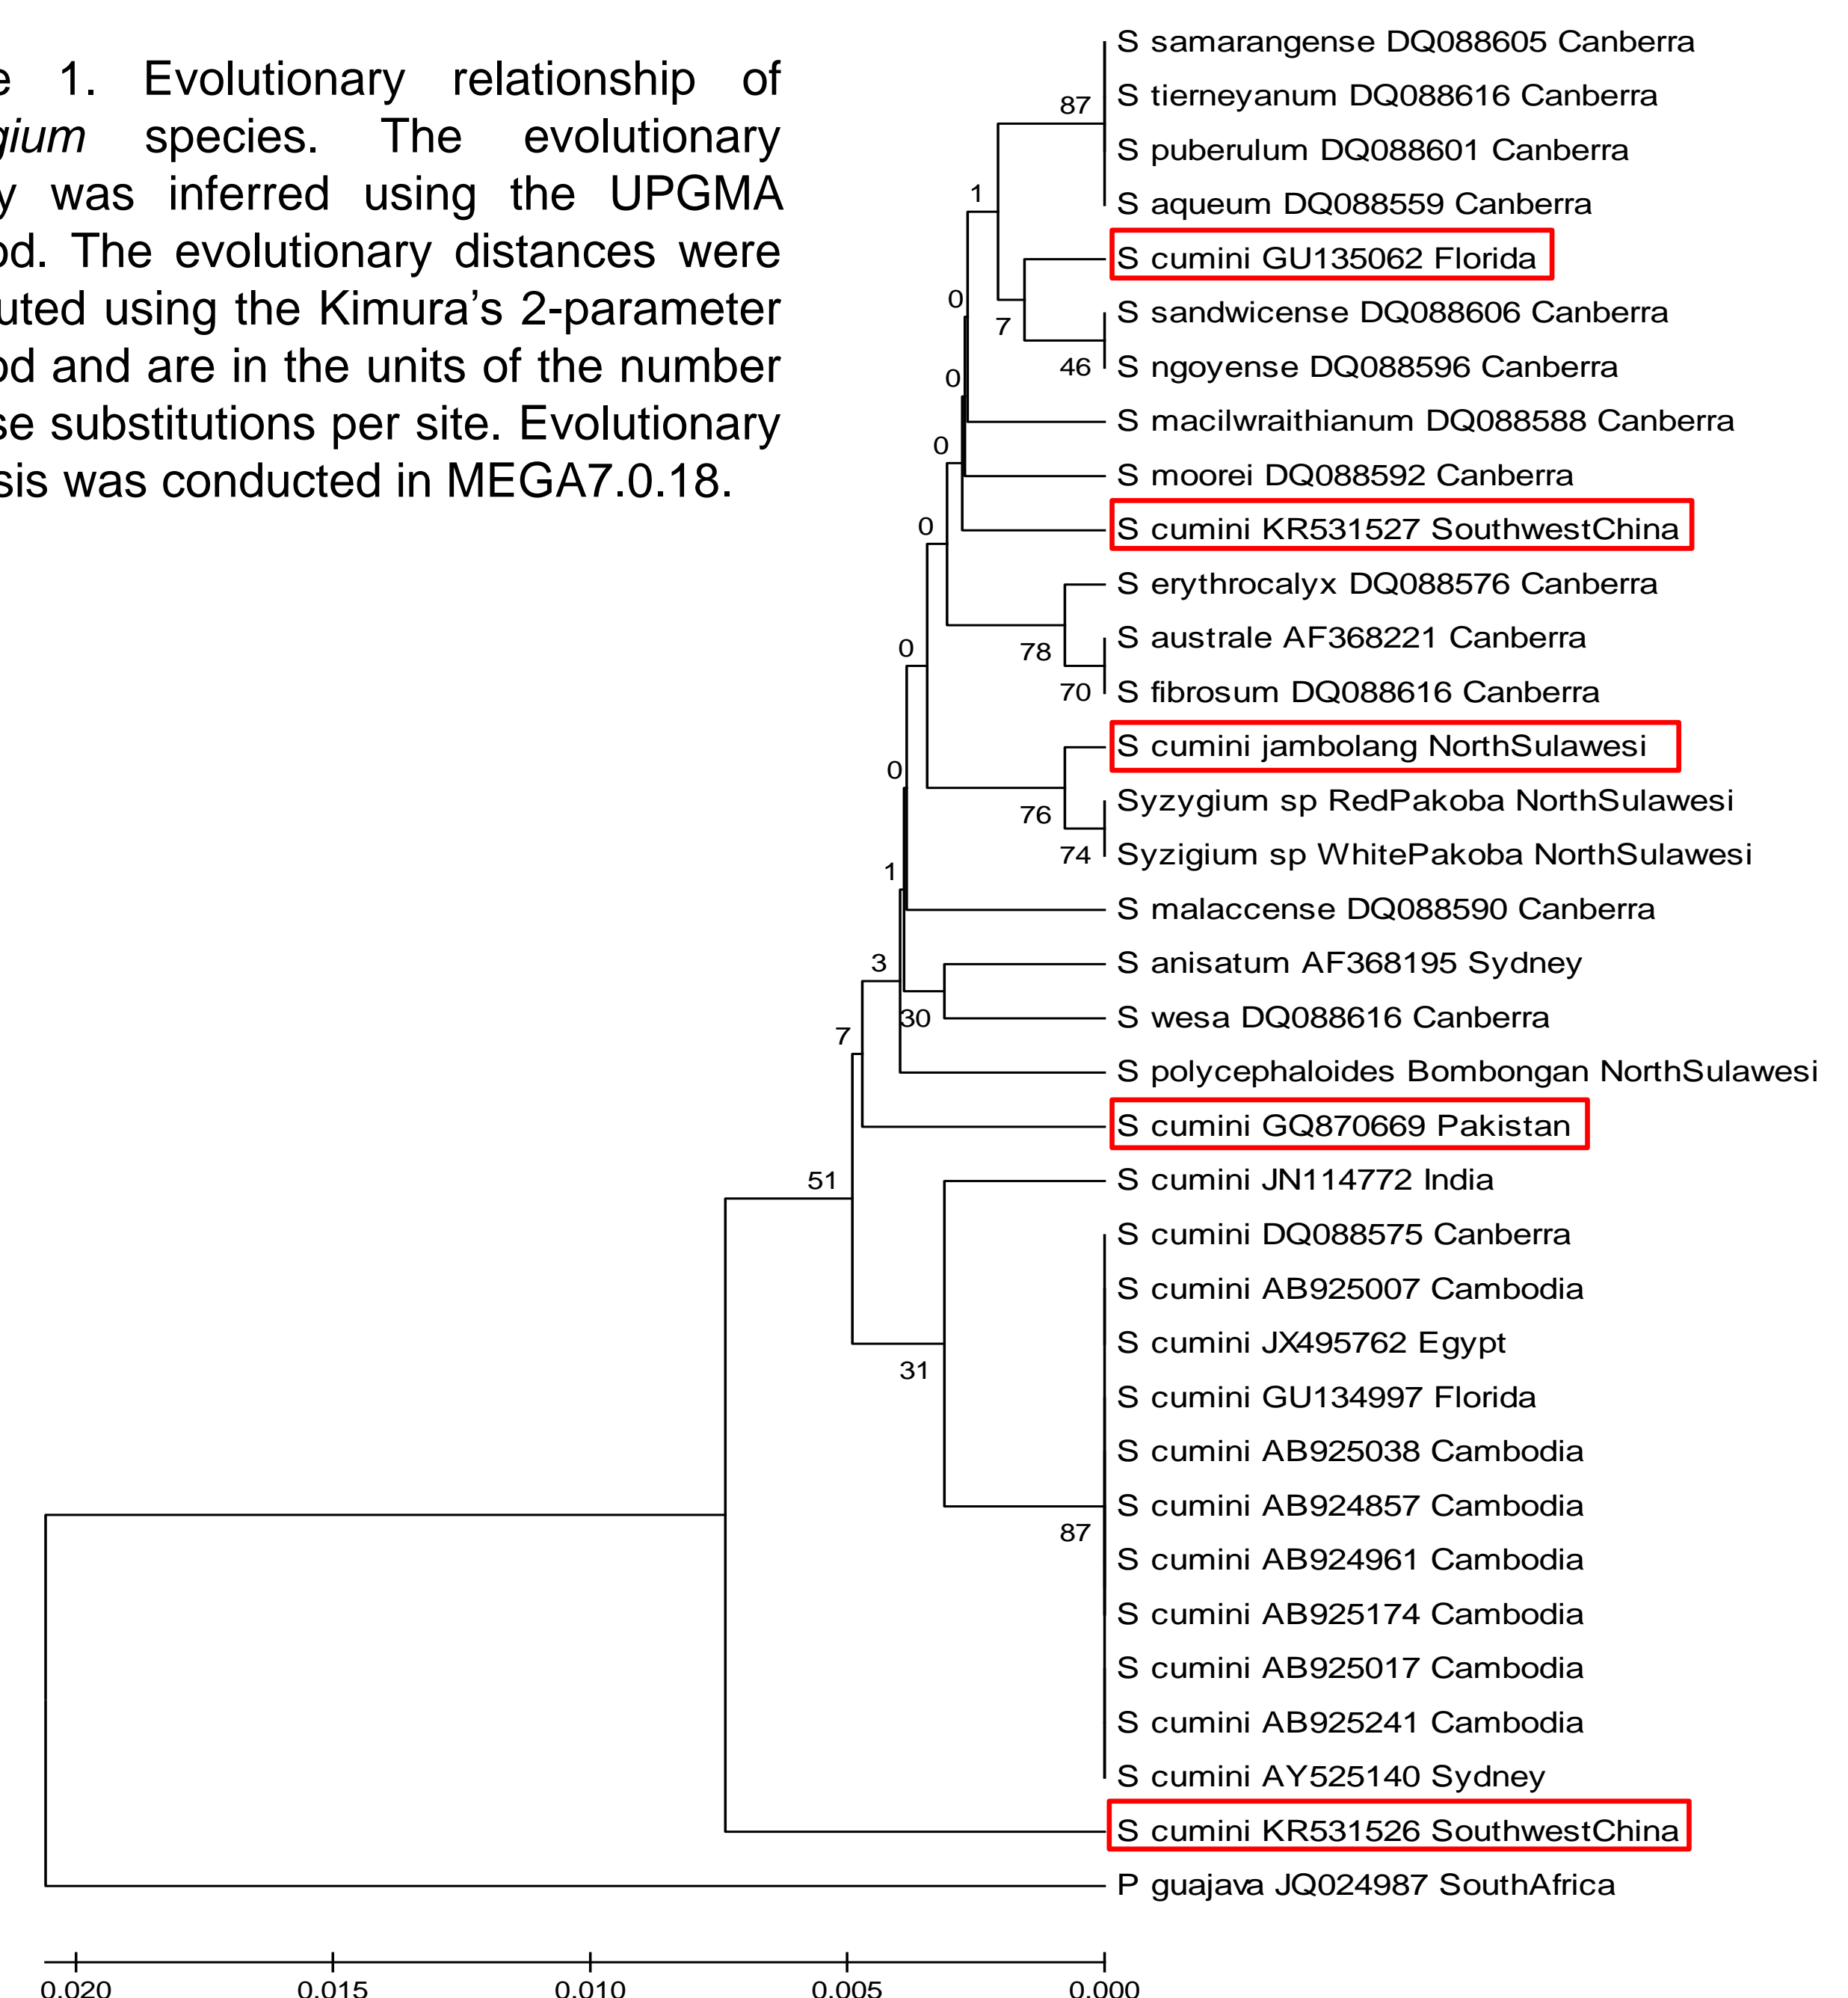 1. Evolutionary relationship of
species. The evolutionary
was inferred using the UPGMA
The evolutionary distances were
using the Kimura's 2-parameter
and are in the units of the number
substitutions per site. Evolutionary
was conducted in MEGA7.0.18.
S samarangense DQ088605 Canberra
87
S tierneyanum DQ088616 Canberra
S puberulum DQ088601 Canberra
1
S aqueum DQ088559 Canberra
S cumini GU135062 Florida
0
S sandwicense DQ088606 Canberra
7
46
S ngoyense DQ088596 Canberra
0
S macilwraithianum DQ088588 Canberra
0
S moorei DQ088592 Canberra
0
S cumini KR531527 SouthwestChina
S erythrocalyx DQ088576 Canberra
0
78
S australe AF368221 Canberra
70
S fibrosum DQ088616 Canberra
S cumini jambolang NorthSulawesi
0
76
Syzygium sp RedPakoba NorthSulawesi
74
Syzigium sp WhitePakoba NorthSulawesi
1
S malaccense DQ088590 Canberra
3
S anisatum AF368195 Sydney
30
S wesa DQ088616 Canberra
7
S polycephaloides Bombongan NorthSulawesi
S cumini GQ870669 Pakistan
51
S cumini JN114772 India
S cumini DQ088575 Canberra
S cumini AB925007 Cambodia
S cumini JX495762 Egypt
31
S cumini GU134997 Florida
S cumini AB925038 Cambodia
S cumini AB924857 Cambodia
87
S cumini AB924961 Cambodia
S cumini AB925174 Cambodia
S cumini AB925017 Cambodia
S cumini AB925241 Cambodia
S cumini AY525140 Sydney
S cumini KR531526 SouthwestChina
P guajava JQ024987 SouthAfrica
0.020 0.015 0.010 0.005 0.000